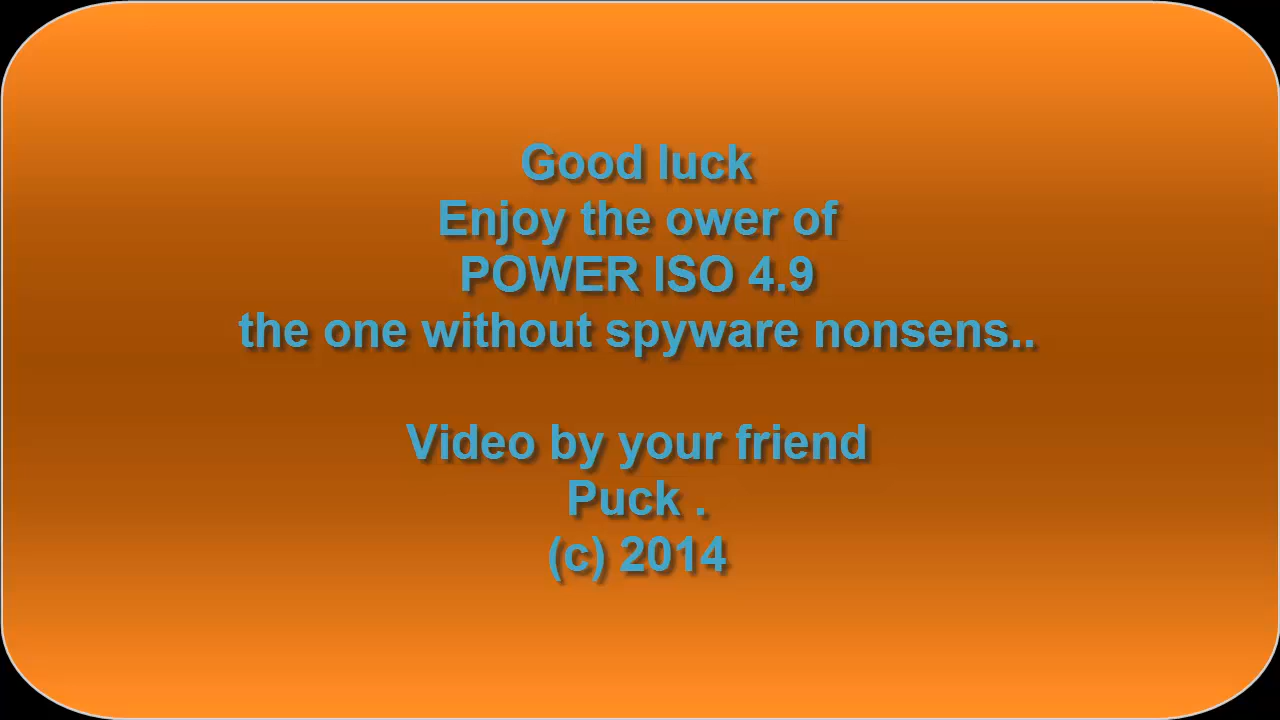 Good luck
Enjoy the ower of
POWER ISO 4.9
the one without spyware nonsens..
Video by your friend
Puck .
(c) 2014